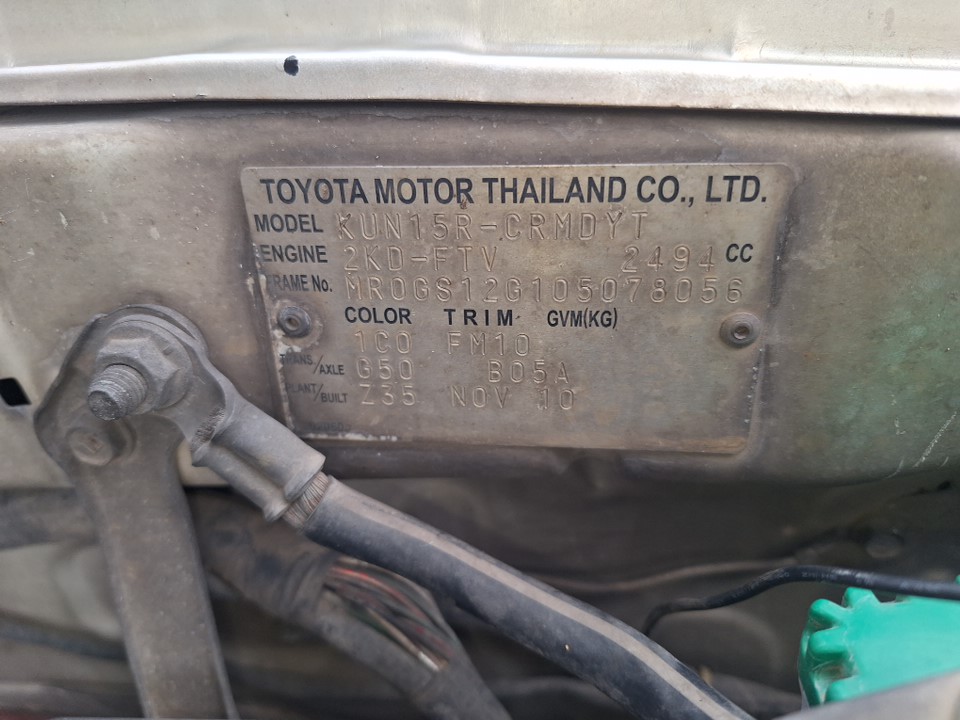 TOYOTA MOTOR THAILAND CO., LTD.
MODEL KUN15R-CRMDYT
ENGINE 2KD-FTV 2494 CC
FRAME No. MR0GS12G105078056
COLOR TRIM GVM(KG)
1C0 FM10
TRANS/AXLE G50 B05A
PLANT/BUILT Z35 NOV 10